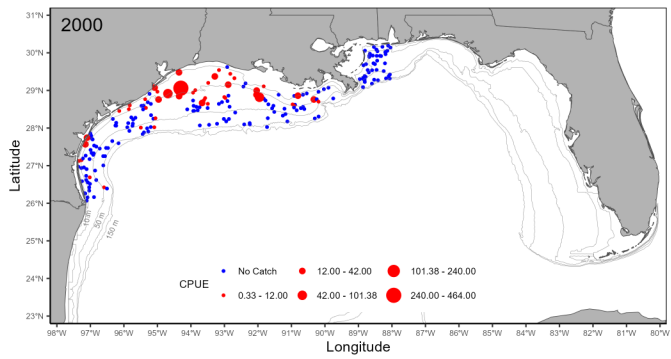 2000
31°N
30°N
29°N
28°N
27°N
26°N
25°N
24°N
23°N
Latitude
10 m
50 m
150 m
CPUE
No Catch
12.00 - 42.00
101.38 - 240.00
0.33 - 12.00
42.00 - 101.38
240.00 - 464.00
98°W 97°W 96°W 95°W 94°W 93°W 92°W 91°W 90°W 89°W 88°W 87°W 86°W 85°W 84°W 83°W 82°W 81°W 80°W
Longitude